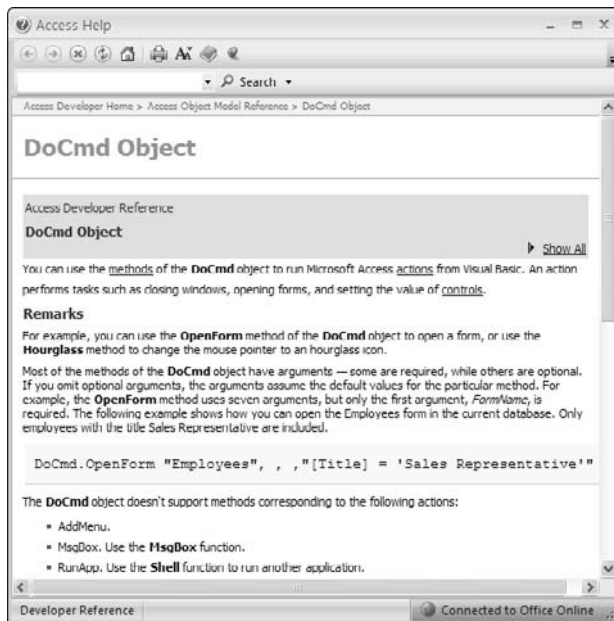 Access Help
Search
Access Developer Home > Access Object Model Reference > DoCmd Object
DoCmd Object
Access Developer Reference
DoCmd Object
Show All
You can use the methods of the DoCmd object to run Microsoft Access actions from Visual Basic. An action
performs tasks such as closing windows, opening forms, and setting the value of controls.
Remarks
For example, you can use the OpenForm method of the DoCmd object to open a form, or use the
Hourglass method to change the mouse pointer to an hourglass icon.
Most of the methods of the DoCmd object have arguments — some are required, while others are optional.
If you omit optional arguments, the arguments assume the default values for the particular method. For
example, the OpenForm method uses seven arguments, but only the first argument, FormName, is
required. The following example shows how you can open the Employees form in the current database. Only
employees with the title Sales Representative are included.
DoCmd.OpenForm "Employees", , ,"[Title] = 'Sales Representative'"
The DoCmd object doesn't support methods corresponding to the following actions:
▪ AddMenu.
▪ MsgBox. Use the MsgBox function.
▪ RunApp. Use the Shell function to run another application.
Developer Reference
Connected to Office Online